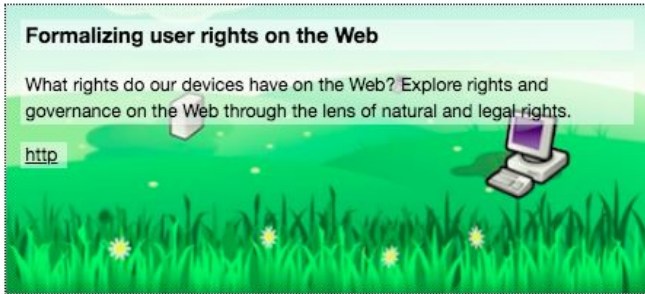 Formalizing user rights on the Web
What rights do our devices have on the Web? Explore rights and
governance on the Web through the lens of natural and legal rights.
http